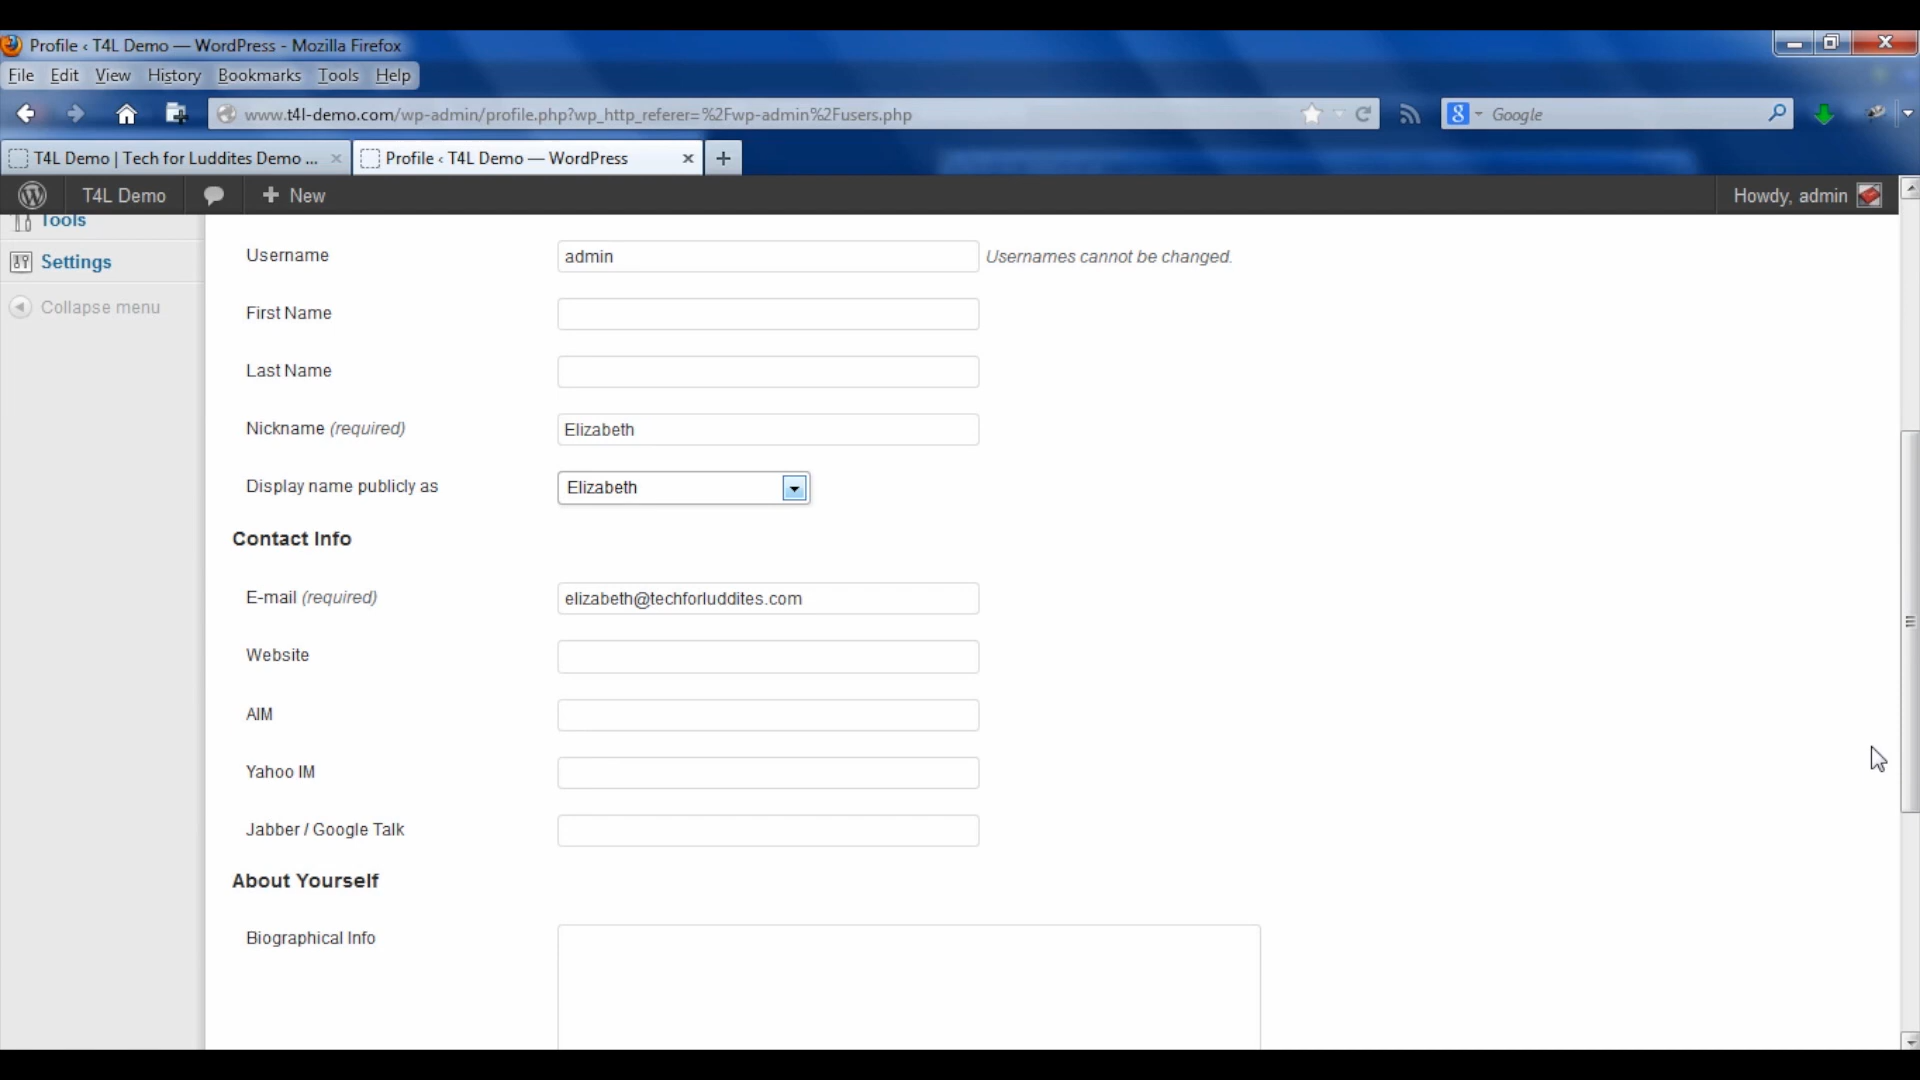 Profile ‹ T4L Demo — WordPress - Mozilla Firefox
File Edit View History Bookmarks Tools Help
www.t4l-demo.com/wp-admin/profile.php?wp_http_referer=%2Fwp-admin%2Fusers.php
8 Google
T4L Demo | Tech for Luddites Demo ...
Profile ‹ T4L Demo — WordPress
T4L Demo
New
Howdy, admin
Tools
Settings
Collapse menu
Username
admin
Usernames cannot be changed.
First Name
Last Name
Nickname (required)
Elizabeth
Display name publicly as
Elizabeth
Contact Info
E-mail (required)
elizabeth@techforluddites.com
Website
AIM
Yahoo IM
Jabber / Google Talk
About Yourself
Biographical Info